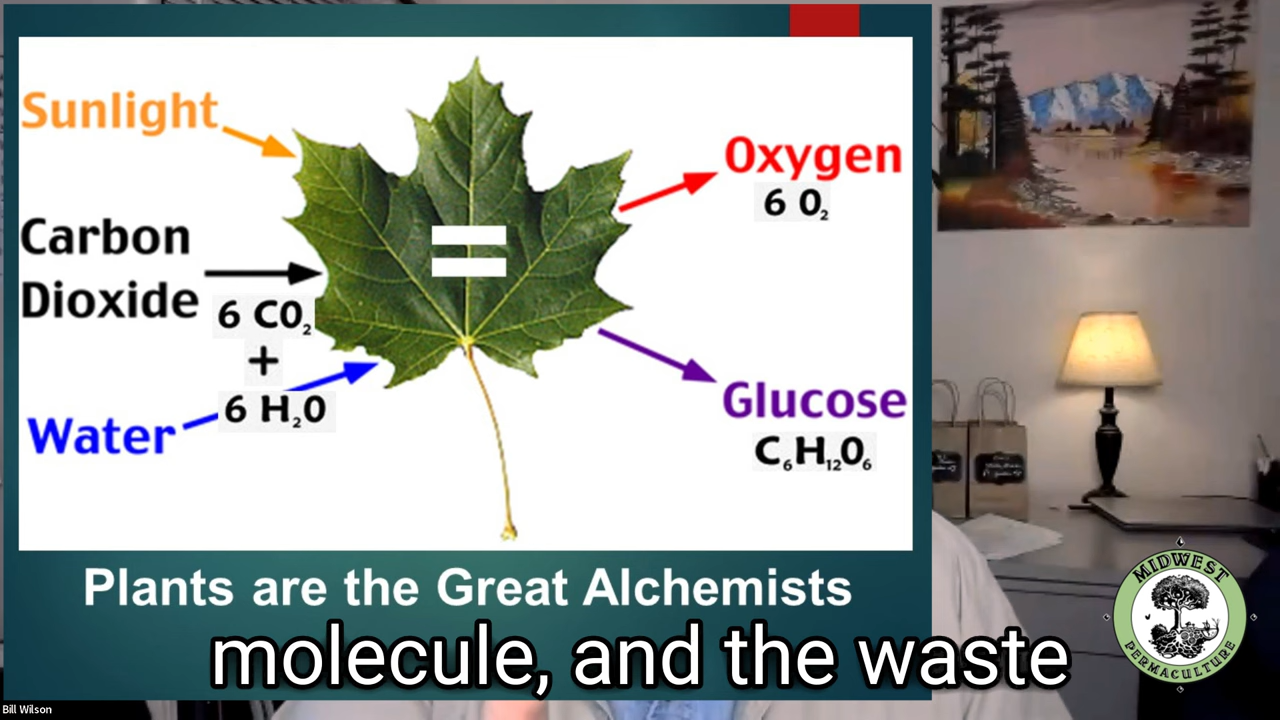 Sunlight
Carbon
Dioxide
6 CO₂
+
6 H₂O
Water
=
Oxygen
6 O₂
Glucose
C₆H₁₂O₆
Plants are the Great Alchemists
molecule, and the waste
Bill Wilson
MIDWEST
PERMACULTURE